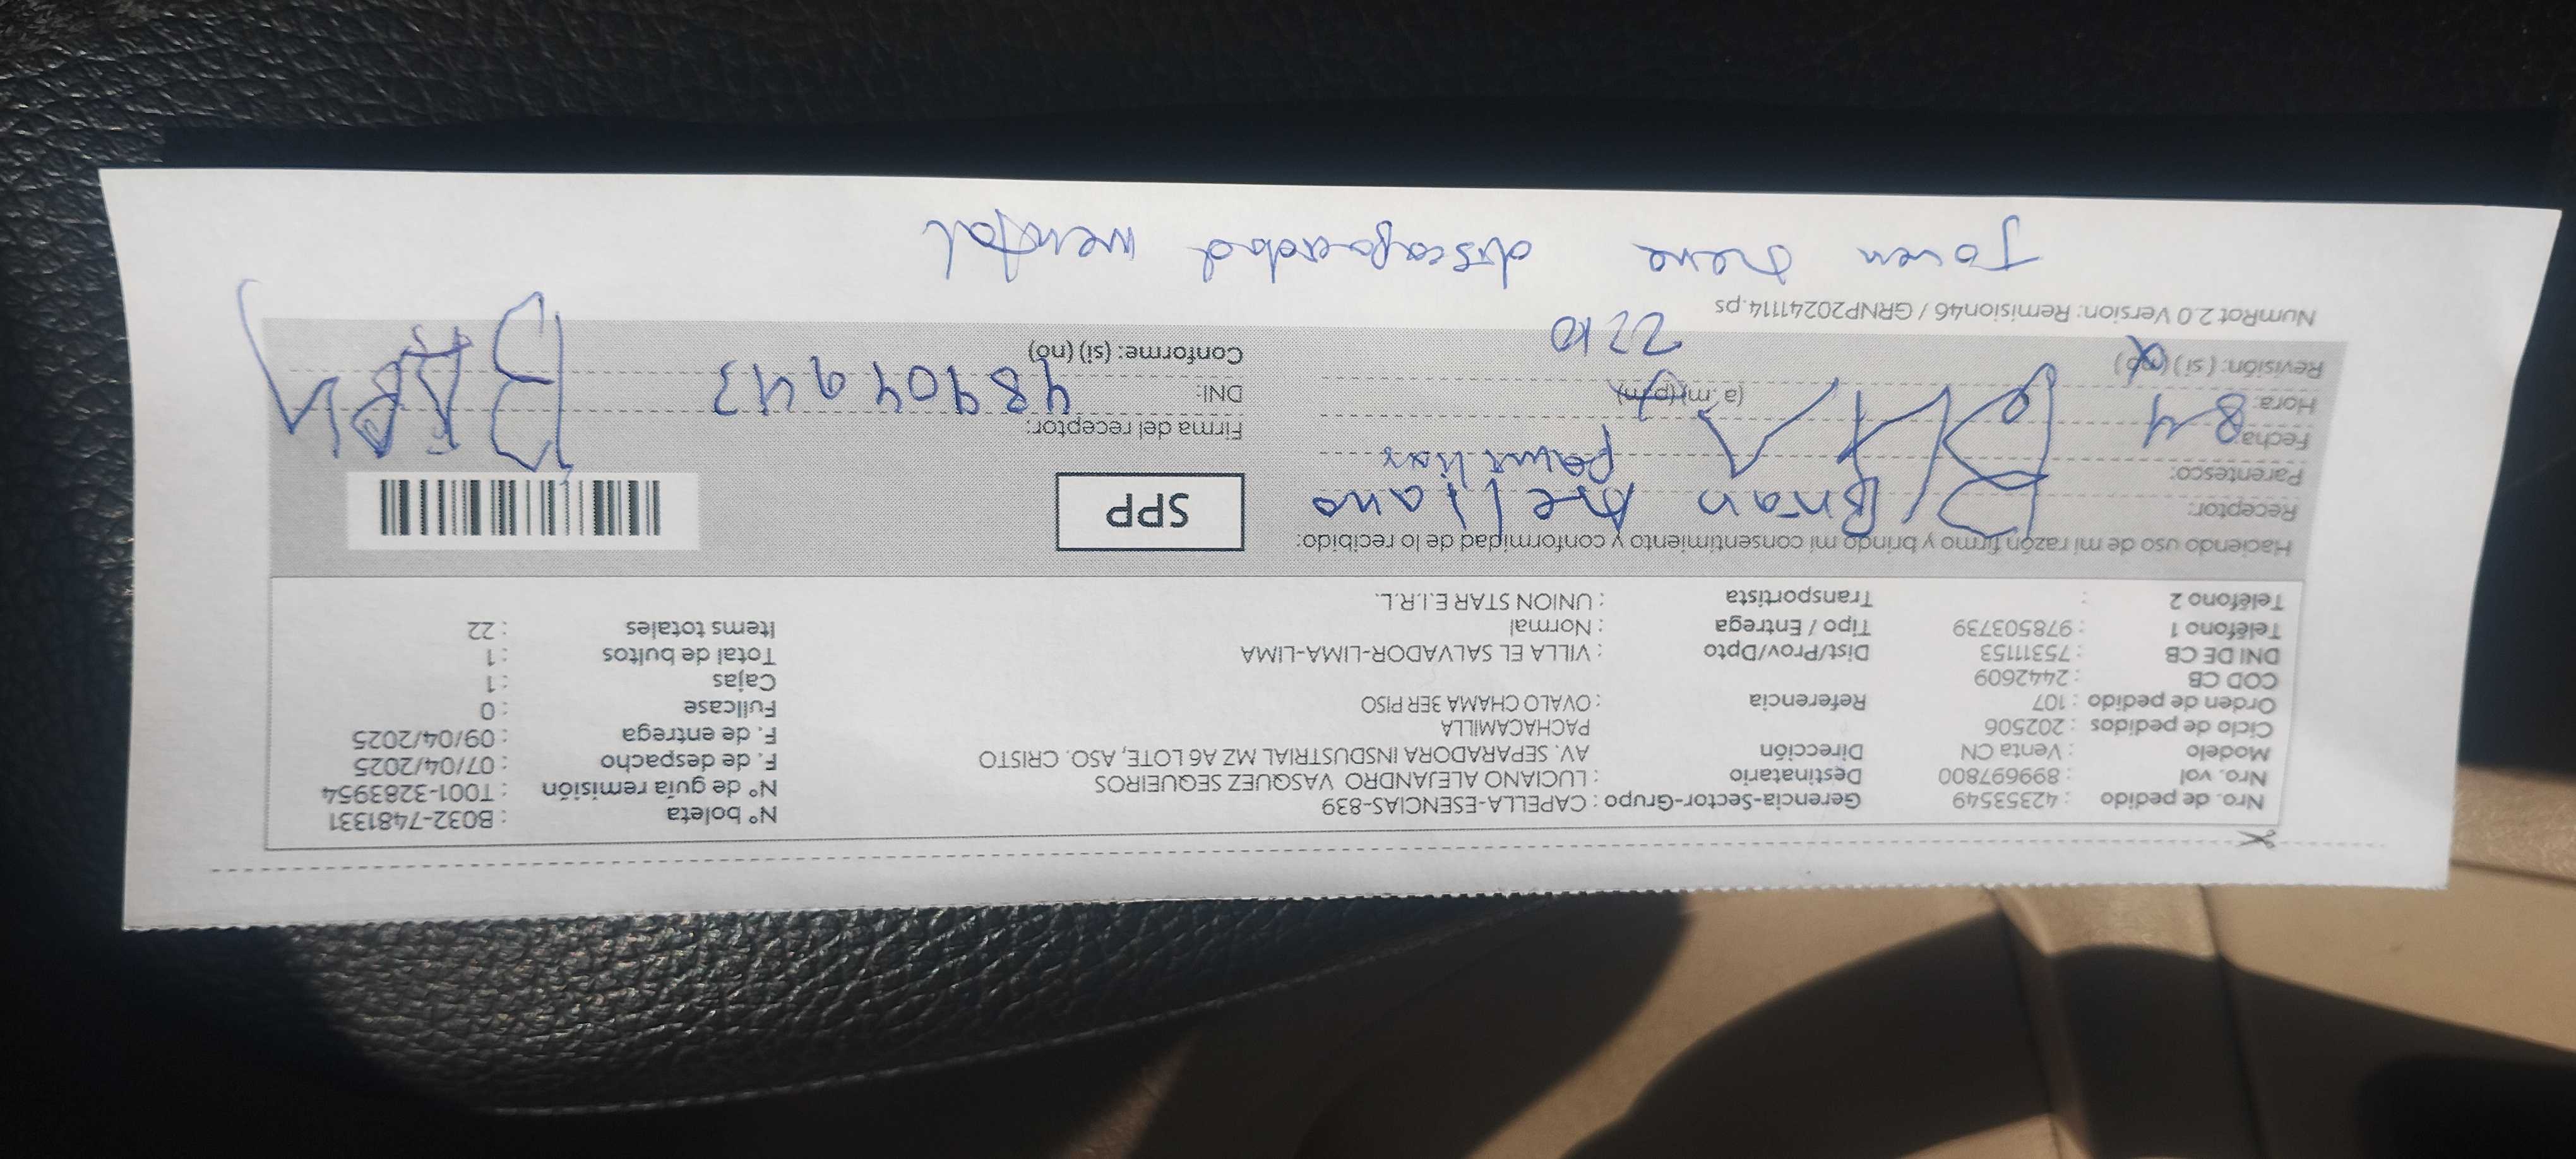 Nro. de pedido : 42353549 Gerencia-Sector-Grupo : CAPELLA-ESENCIAS-839 N° boleta : B032-7481331
Nro. vol : 899697800 Destinatario : LUCIANO ALEJANDRO VASQUEZ SEQUEIROS N° de guía remisión : T001-3283954
Modelo : Venta CN Dirección AV. SEPARADORA INSDUSTRIAL MZ A6 LOTE, ASO. CRISTO F. de despacho : 07/04/2025
Ciclo de pedidos : 202506 PACHACAMILLA F. de entrega : 09/04/2025
Orden de pedido : 107 Referencia : OVALO CHAMA 3ER PISO Fullcase : 0
COD CB : 2442609 Cajas : 1
DNI DE CB : 75311153 Dist/Prov/Dpto : VILLA EL SALVADOR-LIMA-LIMA Total de bultos : 1
Teléfono 1 : 978503739 Tipo / Entrega : Normal Items totales : 22
Teléfono 2 : Transportista : UNION STAR E.I.R.L.
Haciendo uso de mi razón firmo y brindo mi consentimiento y conformidad de lo recibido:
Receptor: Brian
SPP
Parentesco:
Fecha: 8 4
Firma del receptor:
Hora: (a.m) (p.m)
DNI: 48904943
Revisión: (si) (no)
Conforme: (si) (no)
2210
NumRot 2.0 Version: Remision46 / GRNP20241114.ps
Joven tiene discapacidad mental